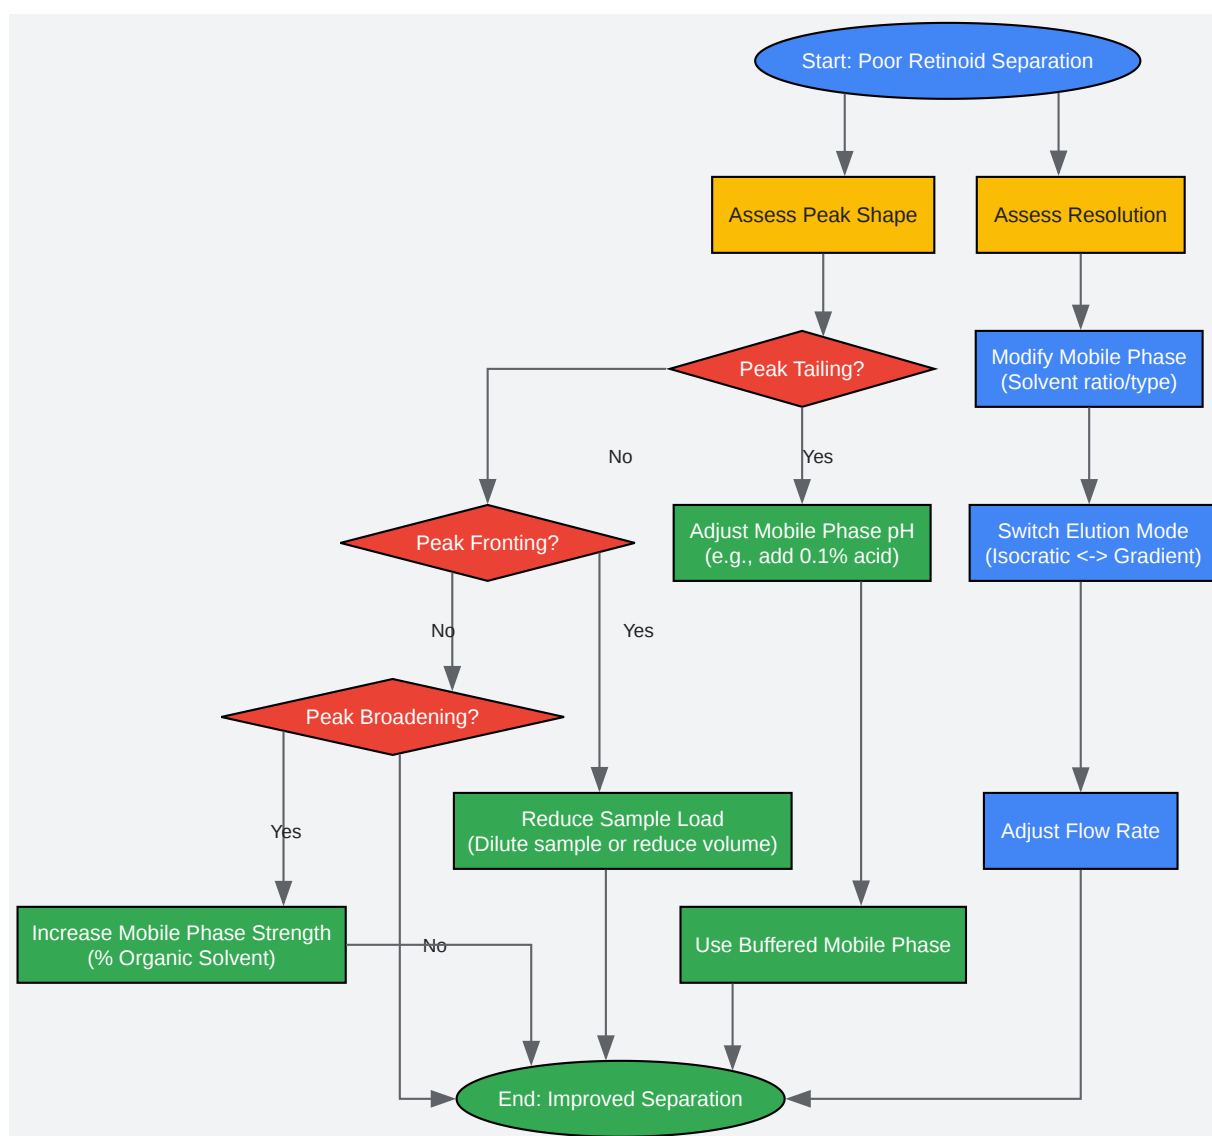 Start: Poor Retinoid Separation
Assess Peak Shape
Assess Resolution
Peak Tailing?
Modify Mobile Phase
(Solvent ratio/type)
No
Yes
Peak Fronting?
Adjust Mobile Phase pH
(e.g., add 0.1% acid)
Switch Elution Mode
(Isocratic <-> Gradient)
No
Yes
Peak Broadening?
Yes
Reduce Sample Load
(Dilute sample or reduce volume)
Adjust Flow Rate
Increase Mobile Phase Strength
(% Organic Solvent)
No
Use Buffered Mobile Phase
End: Improved Separation